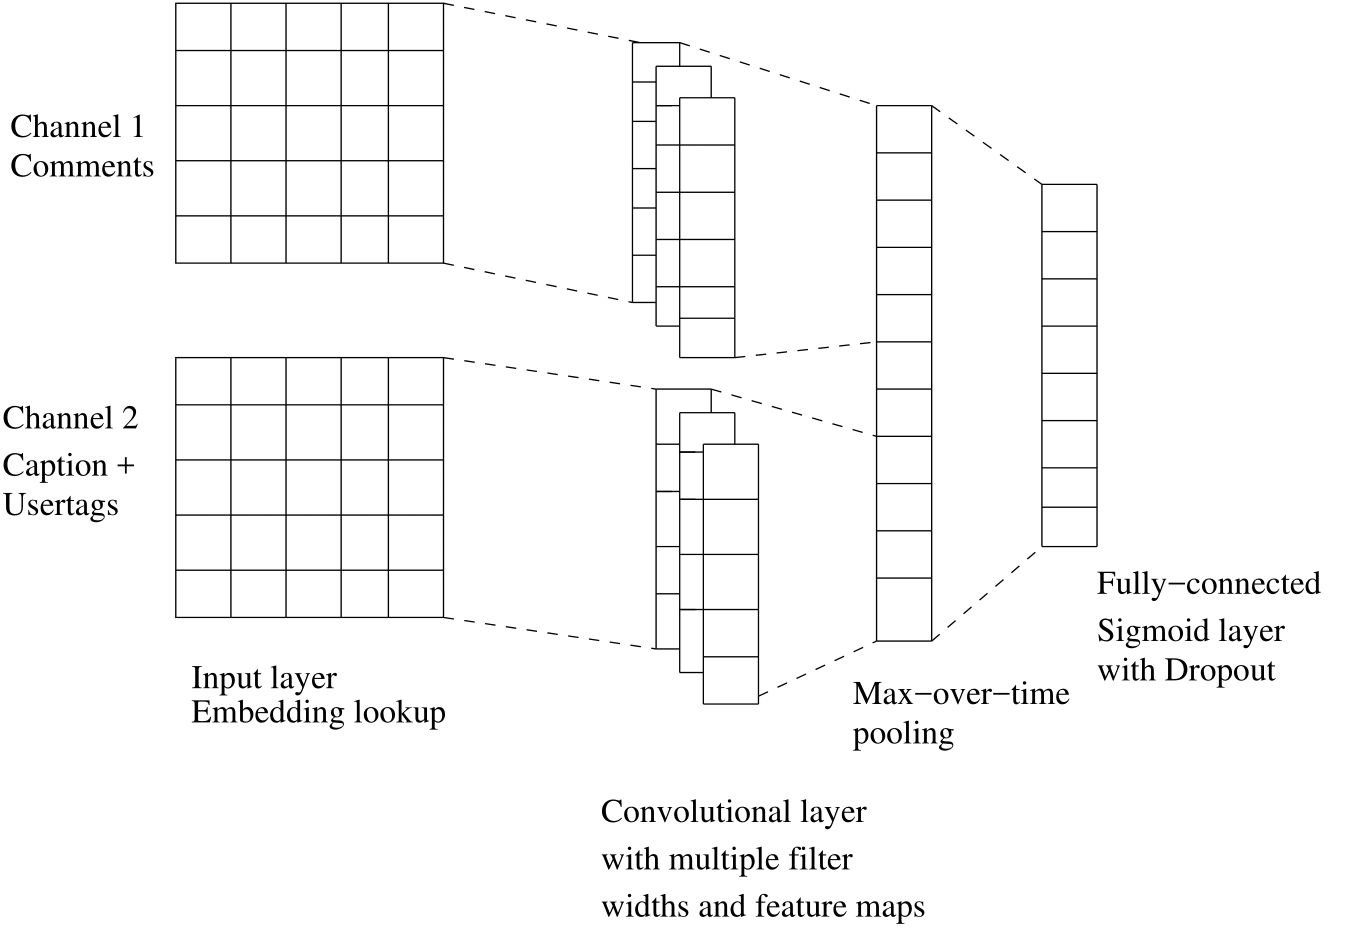 Channel 1
Comments
Channel 2
Caption +
Usertags
Input layer
Embedding lookup
Convolutional layer
with multiple filter
widths and feature maps
Max−over−time
pooling
Fully−connected
Sigmoid layer
with Dropout